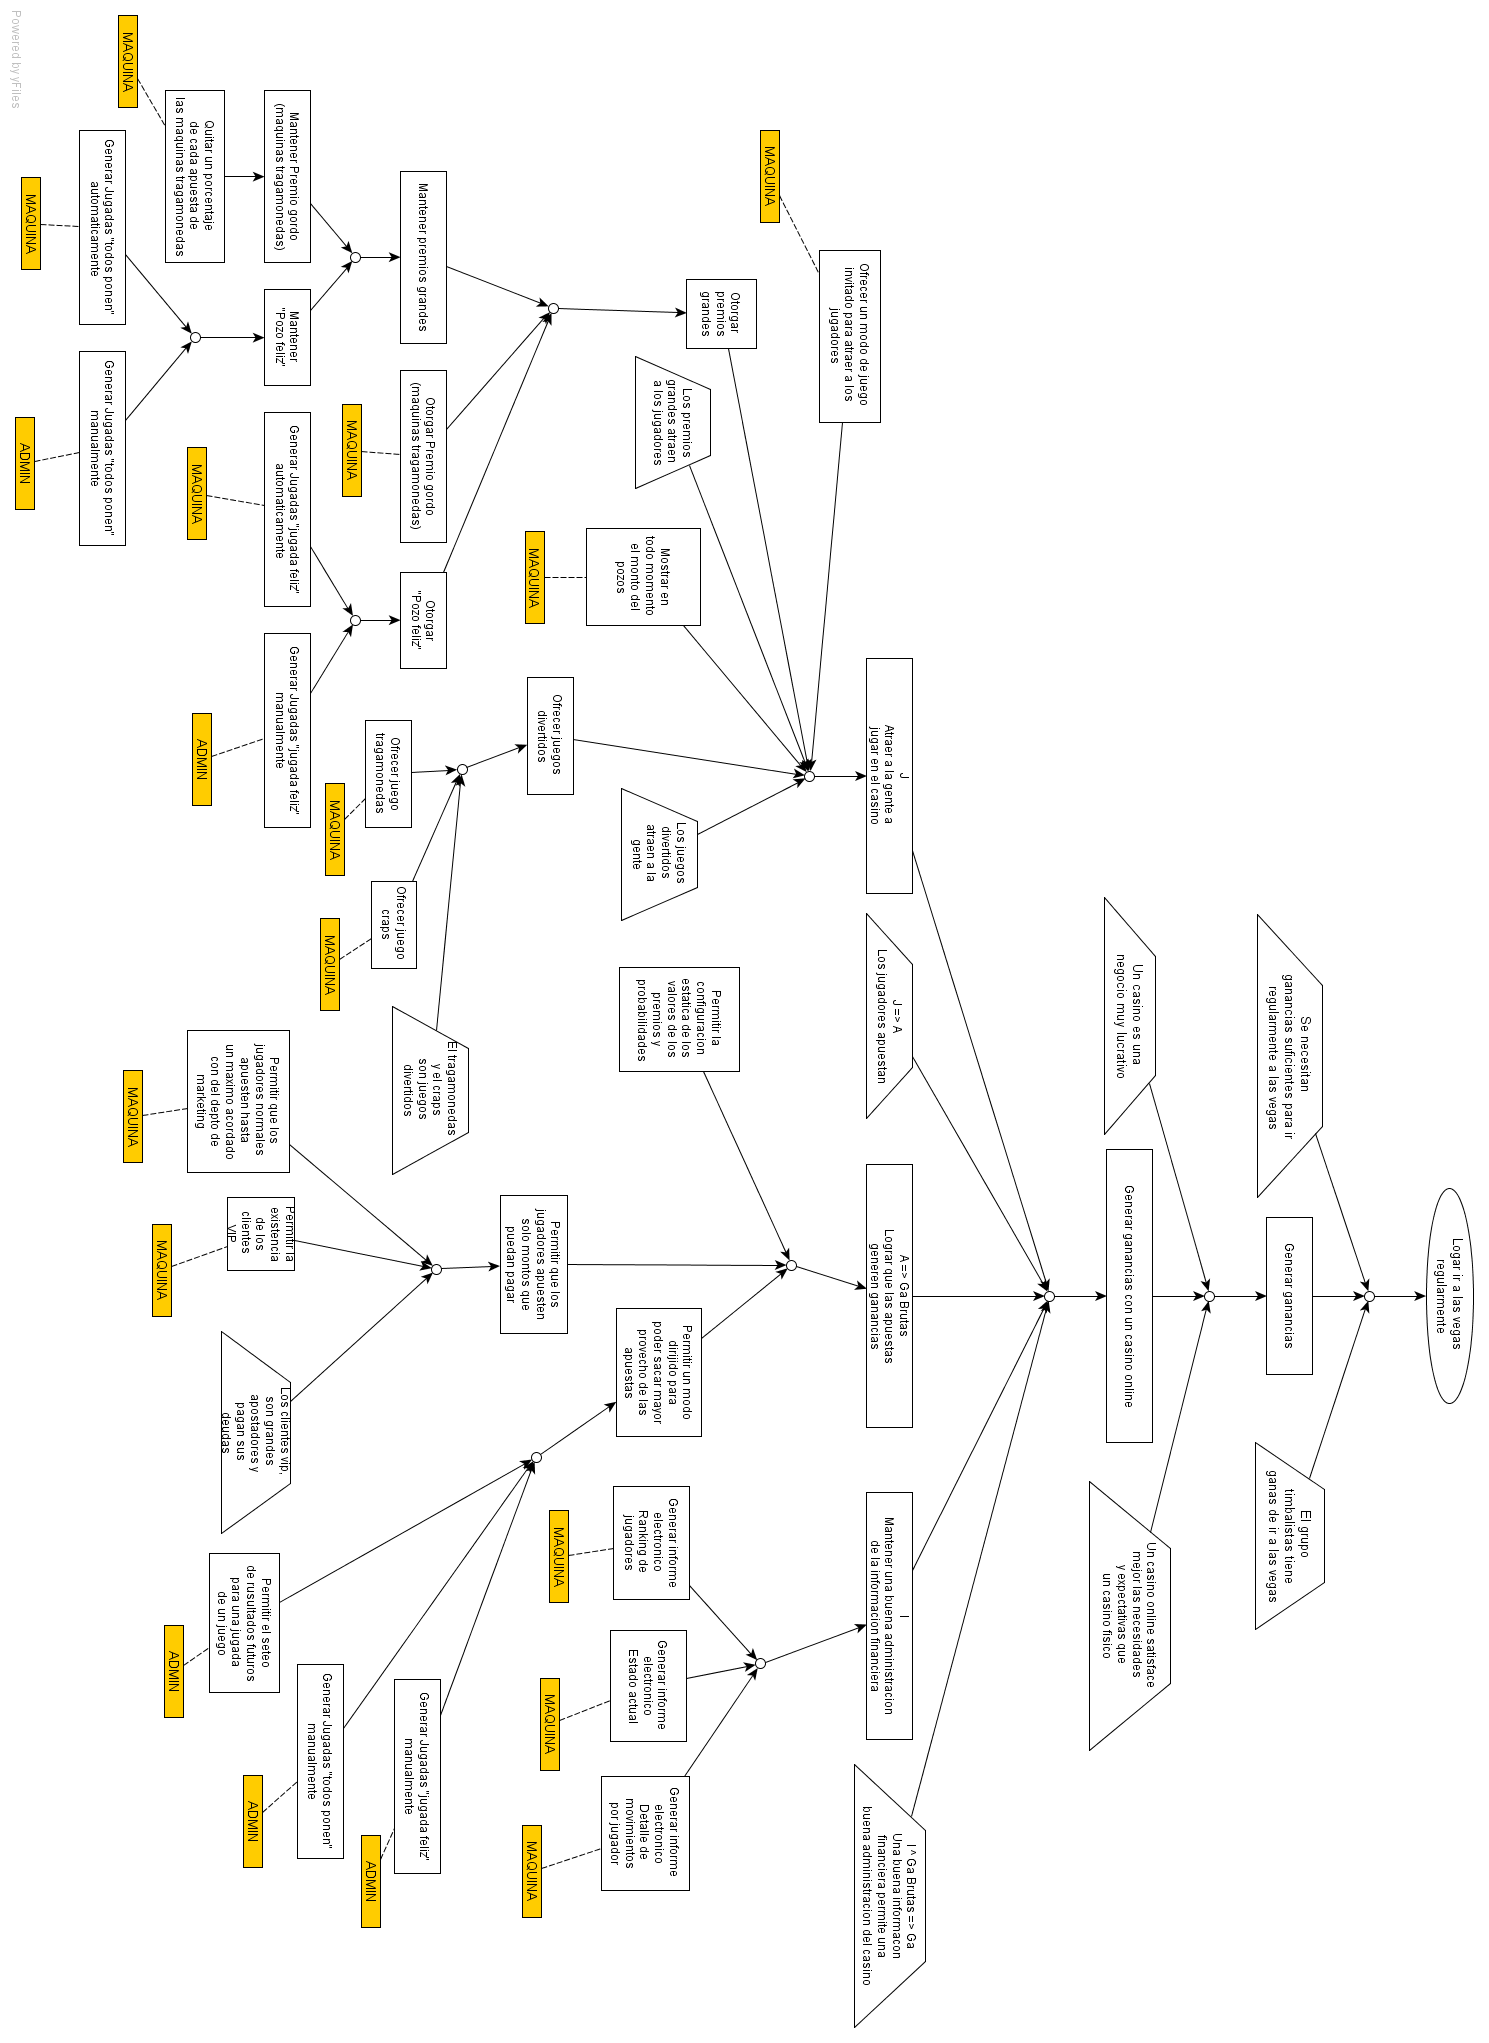 Logar ir a las vegas
regularmente
Se necesitan
ganancias suficientes para ir
regularmente a las vegas
Generar ganancias
El grupo
timbalistas tiene
ganas de ir a las vegas
Un casino es una
negocio muy lucrativo
Generar ganancias con un casino online
Un casino online satisface
mejor las necesidades
y expectativas que
un casino fisico
J
Atraer a la gente a
jugar en el casino
J => A
Los jugadores apuestan
A => Ga Brutas
Lograr que las apuestas
generen ganancias
I
Mantener una buena administracion
de la informacion financiera
I ^ Ga Brutas => Ga
Una buena informacon
financiera permite una
buena administracion del casino
MAQUINA
Ofrecer un modo de juego
invitado para atraer a los
jugadores
Otorgar
premios
grandes
Los premios
grandes atraen
a los jugadores
Mostrar en
todo momento
el monto del
pozos
MAQUINA
Ofrecer juegos
divertidos
Los juegos
divertidos
atraen a la
gente
Permitir la
configuracion
estatica de los
valores de los
premios y
probabilidades
Permitir que los
jugadores apuesten
solo montos que
puedan pagar
Permitir un modo
dirijido para
poder sacar mayor
provecho de las
apuestas
Generar informe
electronico
Ranking de
jugadores
MAQUINA
Generar informe
electronico
Estado actual
MAQUINA
Generar informe
electronico
Detalle de
movimientos
por jugador
MAQUINA
Mantener premios grandes
Otorgar Premio gordo
(maquinas tragamonedas)
MAQUINA
Otorgar
"Pozo feliz"
Ofrecer juego
tragamonedas
MAQUINA
Ofrecer juego
craps
MAQUINA
El tragamonedas
y el craps
son juegos
divertidos
Mantener Premio gordo
(maquinas tragamonedas)
Mantener
"Pozo feliz"
Generar Jugadas "jugada feliz"
automaticamente
MAQUINA
Generar Jugadas "jugada feliz"
manualmente
ADMIN
Permitir que los
jugadores normales
apuesten hasta
un maximo acordado
con del depto de
marketing
MAQUINA
Permitir la
existencia
de los
clientes
VIP
MAQUINA
Los clientes vip,
son grandes
apostadores y
pagan sus
deudas
Permitir el seteo
de rusultados futuros
para una jugada
de un juego
ADMIN
Generar Jugadas "todos ponen"
manualmente
ADMIN
Generar Jugadas "jugada feliz"
manualmente
ADMIN
MAQUINA
Quitar un porcentaje
de cada apuesta de
las maquinas tragamonedas
Generar Jugadas "todos ponen"
automaticamente
MAQUINA
Generar Jugadas "todos ponen"
manualmente
ADMIN
Powered by yFiles